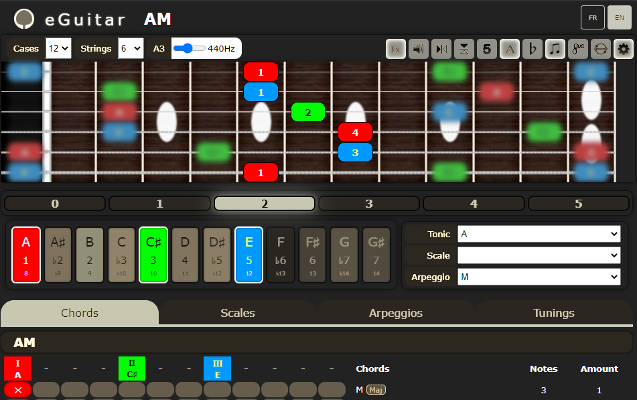 eGuitar AM FR EN
Cases 12 Strings 6 A3 440Hz Fx 5 A ♭
1
1
2
4
3
1
0 1 2 3 4 5
A A♯ B C C♯ D D♯ E F F♯ G G♯
1 ♭2 2 ♭3 3 4 ♭5 5 ♭6 6 ♭7 7
8 ♭9 9 ♭10 10 11 12 ♭13 13 ♭14 14
Tonic A
Scale
Arpeggio M
Chords Scales Arpeggios Tunings
AM
I - - - II - - - III - - - Chords Notes Amount
A C♯ E
× M Maj 3 1